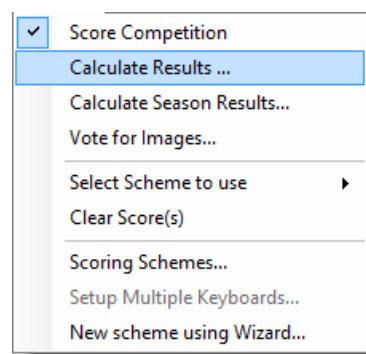 Score Competition
Calculate Results ...
Calculate Season Results...
Vote for Images...
Select Scheme to use
Clear Score(s)
Scoring Schemes...
Setup Multiple Keyboards...
New scheme using Wizard...